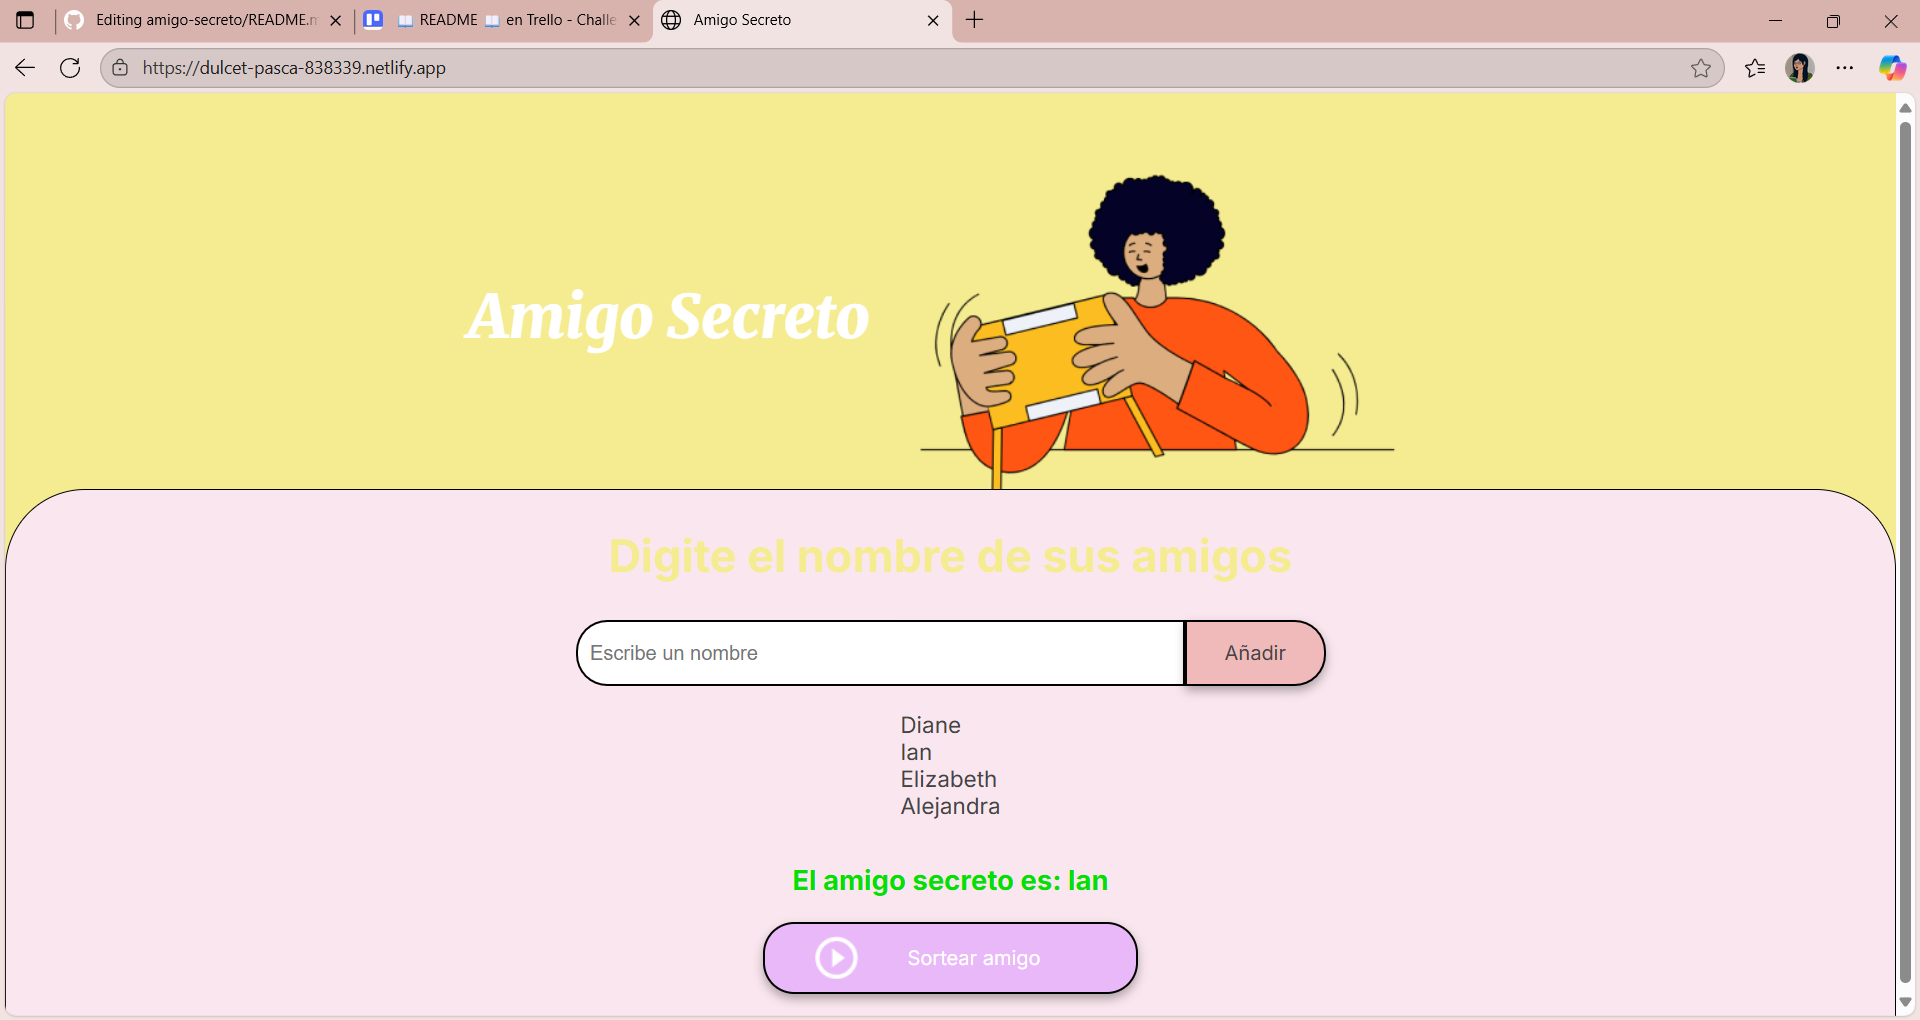 Editing amigo-secreto/README.m
README en Trello - Challe
Amigo Secreto
https://dulcet-pasca-838339.netlify.app
Amigo Secreto
Digite el nombre de sus amigos
Escribe un nombre
Añadir
Diane
Ian
Elizabeth
Alejandra
El amigo secreto es: Ian
Sortear amigo